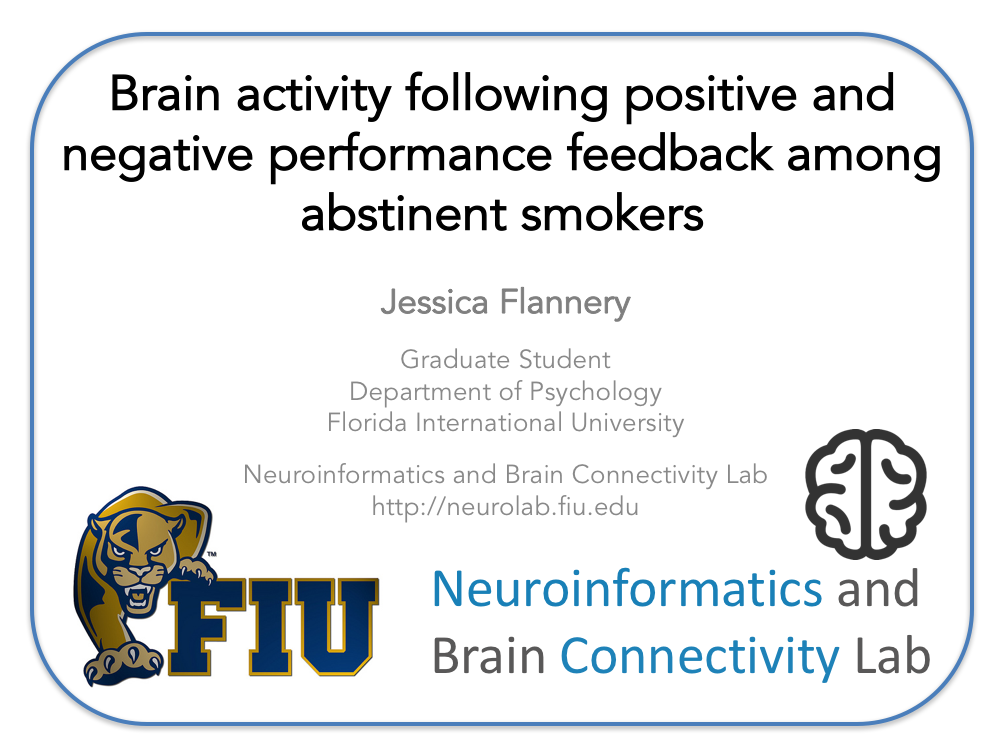 Brain activity following positive and
negative performance feedback among
abstinent smokers
Jessica Flannery
Graduate Student
Department of Psychology
Florida International University
Neuroinformatics and Brain Connectivity Lab
http://neurolab.fiu.edu
™
FIU
Neuroinformatics and
Brain Connectivity Lab